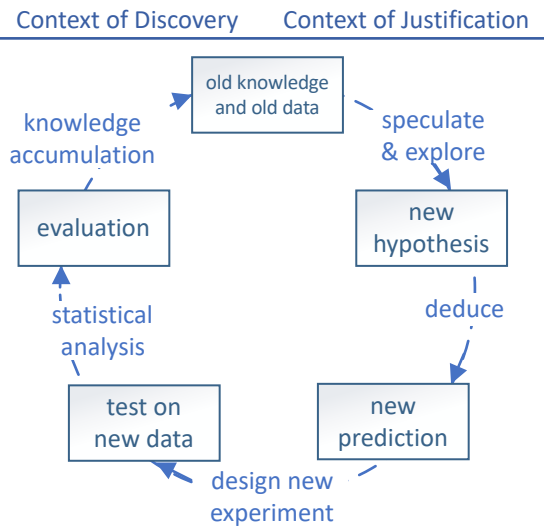 Context of Discovery
Context of Justification
old knowledge
and old data
speculate
& explore
new
hypothesis
deduce
new
prediction
design new
experiment
test on
new data
statistical
analysis
evaluation
knowledge
accumulation